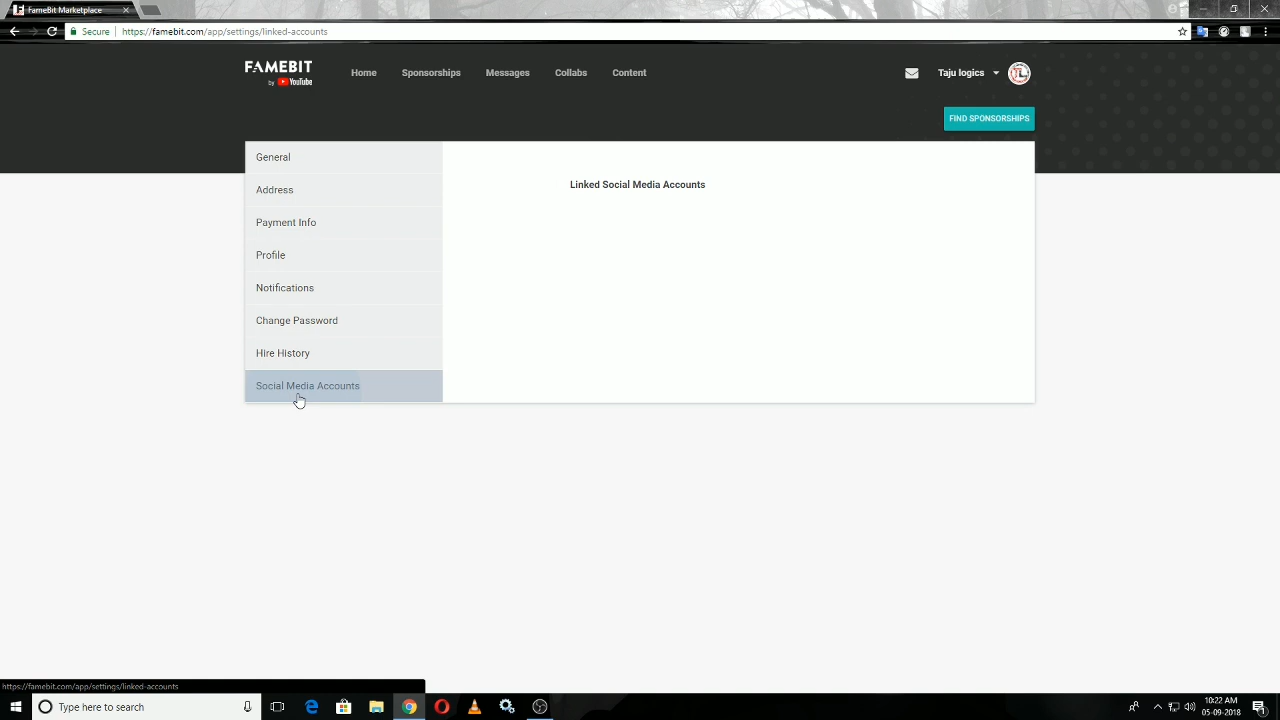 FameBit Marketplace
Secure
https://famebit.com/app/settings/linked-accounts
FAMEBIT
by YouTube
Home
Sponsorships
Messages
Collabs
Content
Taju logics
FIND SPONSORSHIPS
General
Address
Payment Info
Profile
Notifications
Change Password
Hire History
Social Media Accounts
Linked Social Media Accounts
https://famebit.com/app/settings/linked-accounts
Type here to search
10:22 AM
05-09-2018